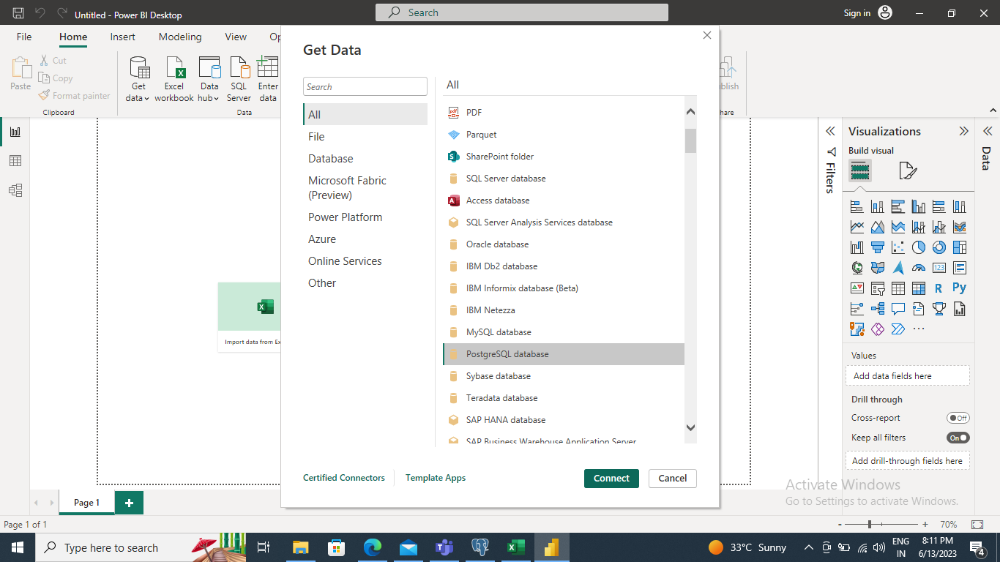 Untitled - Power BI Desktop
Search
Sign in
File
Home
Insert
Modeling
View
Op
Paste
Cut
Copy
Format painter
Clipboard
Get data
Excel workbook
Data hub
SQL Server
Enter data
Data
blish
hare
Get Data
Search
All
File
Database
Microsoft Fabric
(Preview)
Power Platform
Azure
Online Services
Other
All
PDF
Parquet
SharePoint folder
SQL Server database
Access database
SQL Server Analysis Services database
Oracle database
IBM Db2 database
IBM Informix database (Beta)
IBM Netezza
MySQL database
PostgreSQL database
Sybase database
Teradata database
SAP HANA database
SAP Business Warehouse Application Server
Certified Connectors
Template Apps
Connect
Cancel
Import data from Ex
Filters
Visualizations
Build visual
123
R
Py
Values
Add data fields here
Drill through
Cross-report
Off
Keep all filters
On
Add drill-through fields here
Data
Activate Windows
Go to Settings to activate Windows.
Page 1
Page 1 of 1
- + 70%
Type here to search
33°C Sunny
ENG
IN
8:11 PM
6/13/2023
4